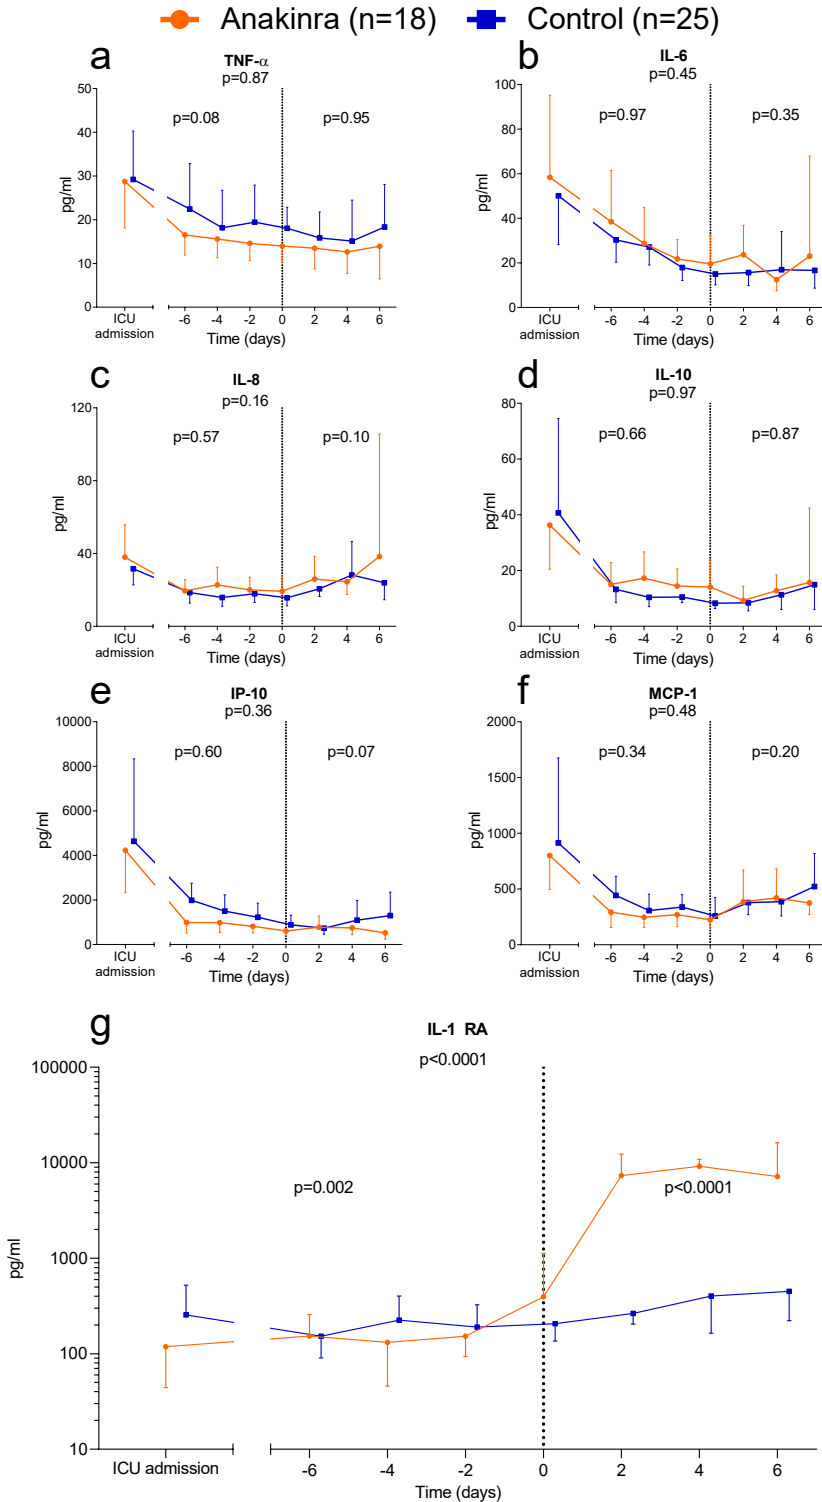 Anakinra (n=18) Control (n=25)
a
TNF-α
p=0.87
p=0.08 p=0.95
50
40
30
20
10
0
pg/ml
ICU admission
-6 -4 -2 0 2 4 6
Time (days)
b
IL-6
p=0.45
p=0.97 p=0.35
100
80
60
40
20
0
pg/ml
ICU admission
-6 -4 -2 0 2 4 6
Time (days)
c
IL-8
p=0.16
p=0.57 p=0.10
120
80
40
0
pg/ml
ICU admission
-6 -4 -2 0 2 4 6
Time (days)
d
IL-10
p=0.97
p=0.66 p=0.87
80
60
40
20
0
pg/ml
ICU admission
-6 -4 -2 0 2 4 6
Time (days)
e
IP-10
p=0.36
p=0.60 p=0.07
10000
8000
6000
4000
2000
0
pg/ml
ICU admission
-6 -4 -2 0 2 4 6
Time (days)
f
MCP-1
p=0.48
p=0.34 p=0.20
2000
1500
1000
500
0
pg/ml
ICU admission
-6 -4 -2 0 2 4 6
Time (days)
g
IL-1 RA
p<0.0001
p=0.002 p<0.0001
100000
10000
1000
100
10
pg/ml
ICU admission -6 -4 -2 0 2 4 6
Time (days)